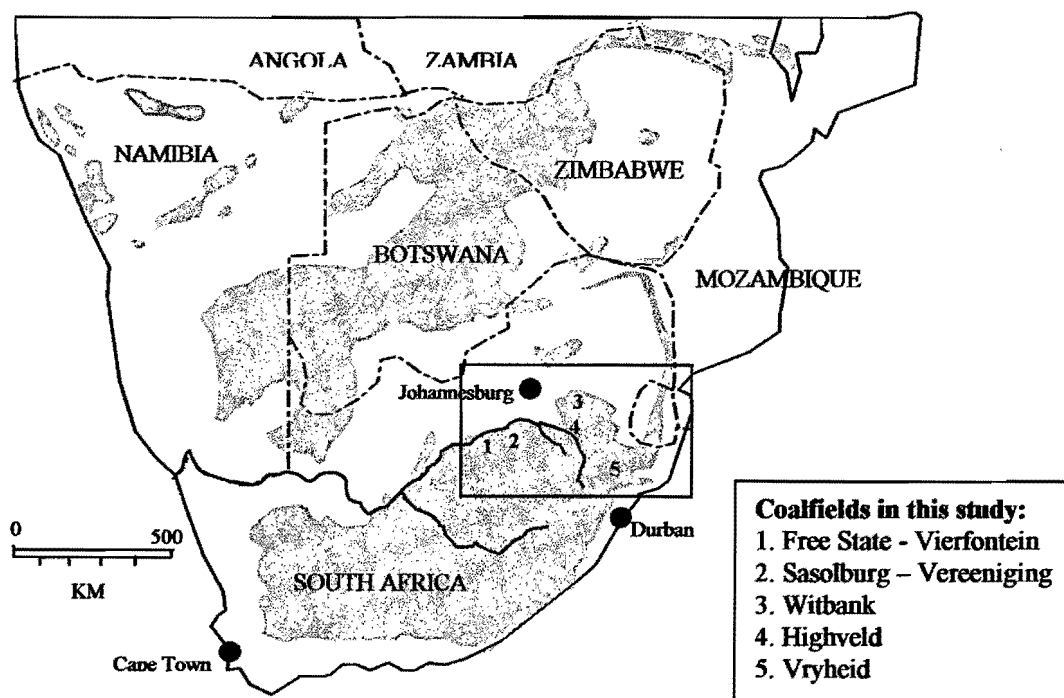 ANGOLA
ZAMBIA
NAMIBIA
ZIMBABWE
BOTSWANA
MOZAMBIQUE
Johannesburg
3
4
1
2
5
0
500
KM
Durban
SOUTH AFRICA
Cape Town
Coalfields in this study:
1. Free State - Vierfontein
2. Sasolburg – Vereeniging
3. Witbank
4. Highveld
5. Vryheid